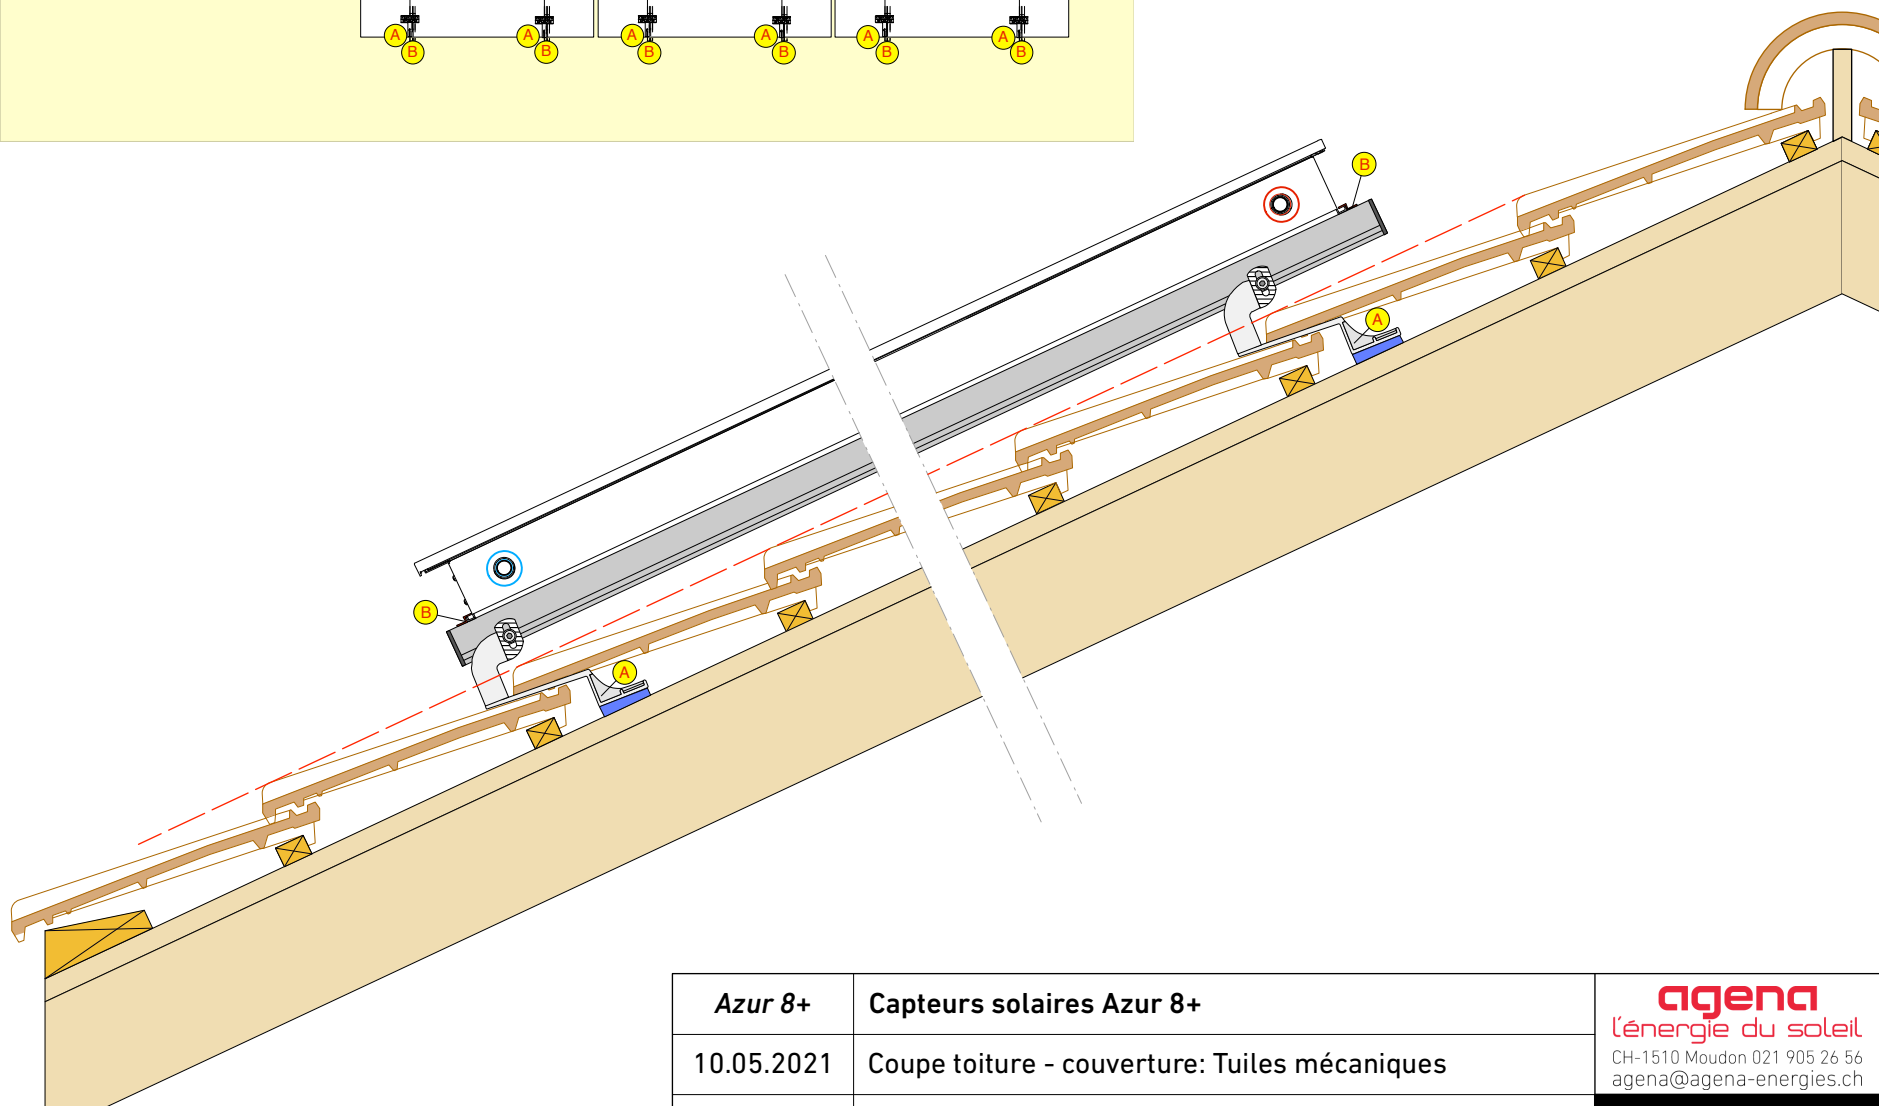 A A A A A A
B B B B B B
B
A
B
A
Azur 8+ Capteurs solaires Azur 8+
10.05.2021 Coupe toiture - couverture: Tuiles mécaniques
agena
l'énergie du soleil
CH-1510 Moudon 021 905 26 56
agena@agena-energies.ch